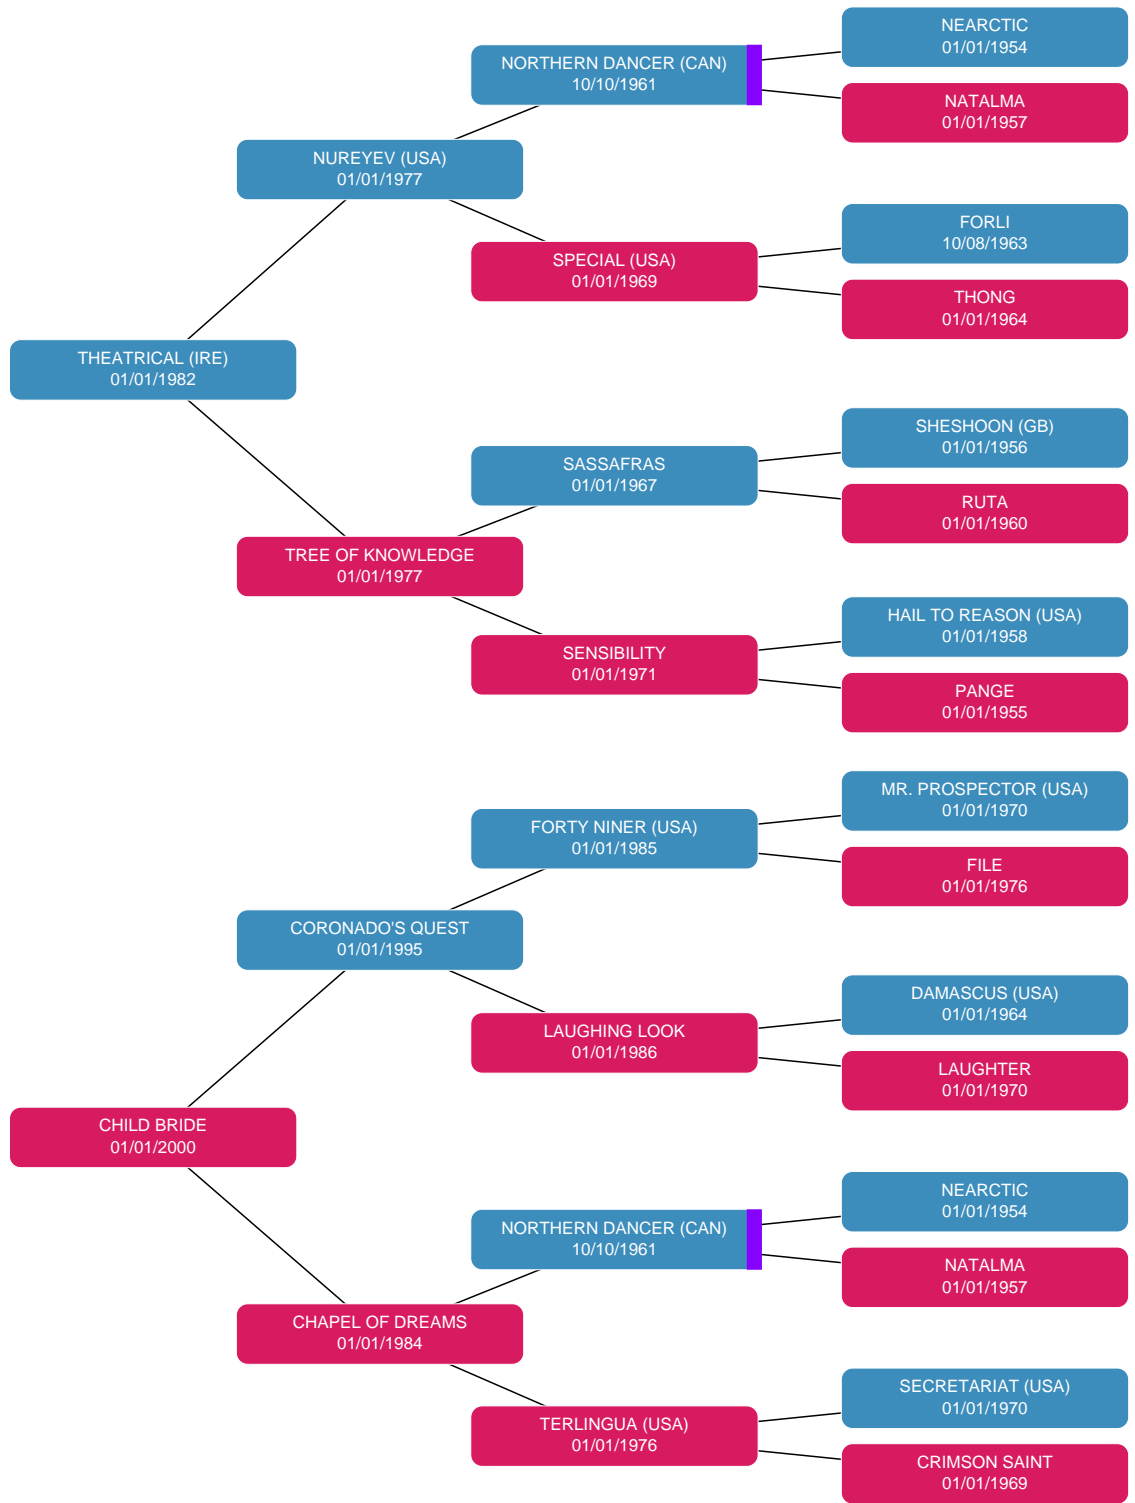 NEARCTIC
01/01/1954
NORTHERN DANCER (CAN)
10/10/1961
NATALMA
01/01/1957
NUREYEV (USA)
01/01/1977
FORLI
10/08/1963
SPECIAL (USA)
01/01/1969
THONG
01/01/1964
THEATRICAL (IRE)
01/01/1982
SHESHOON (GB)
01/01/1956
SASSAFRAS
01/01/1967
RUTA
01/01/1960
TREE OF KNOWLEDGE
01/01/1977
HAIL TO REASON (USA)
01/01/1958
SENSIBILITY
01/01/1971
PANGE
01/01/1955
MR. PROSPECTOR (USA)
01/01/1970
FORTY NINER (USA)
01/01/1985
FILE
01/01/1976
CORONADO'S QUEST
01/01/1995
DAMASCUS (USA)
01/01/1964
LAUGHING LOOK
01/01/1986
LAUGHTER
01/01/1970
CHILD BRIDE
01/01/2000
NEARCTIC
01/01/1954
NORTHERN DANCER (CAN)
10/10/1961
NATALMA
01/01/1957
CHAPEL OF DREAMS
01/01/1984
SECRETARIAT (USA)
01/01/1970
TERLINGUA (USA)
01/01/1976
CRIMSON SAINT
01/01/1969